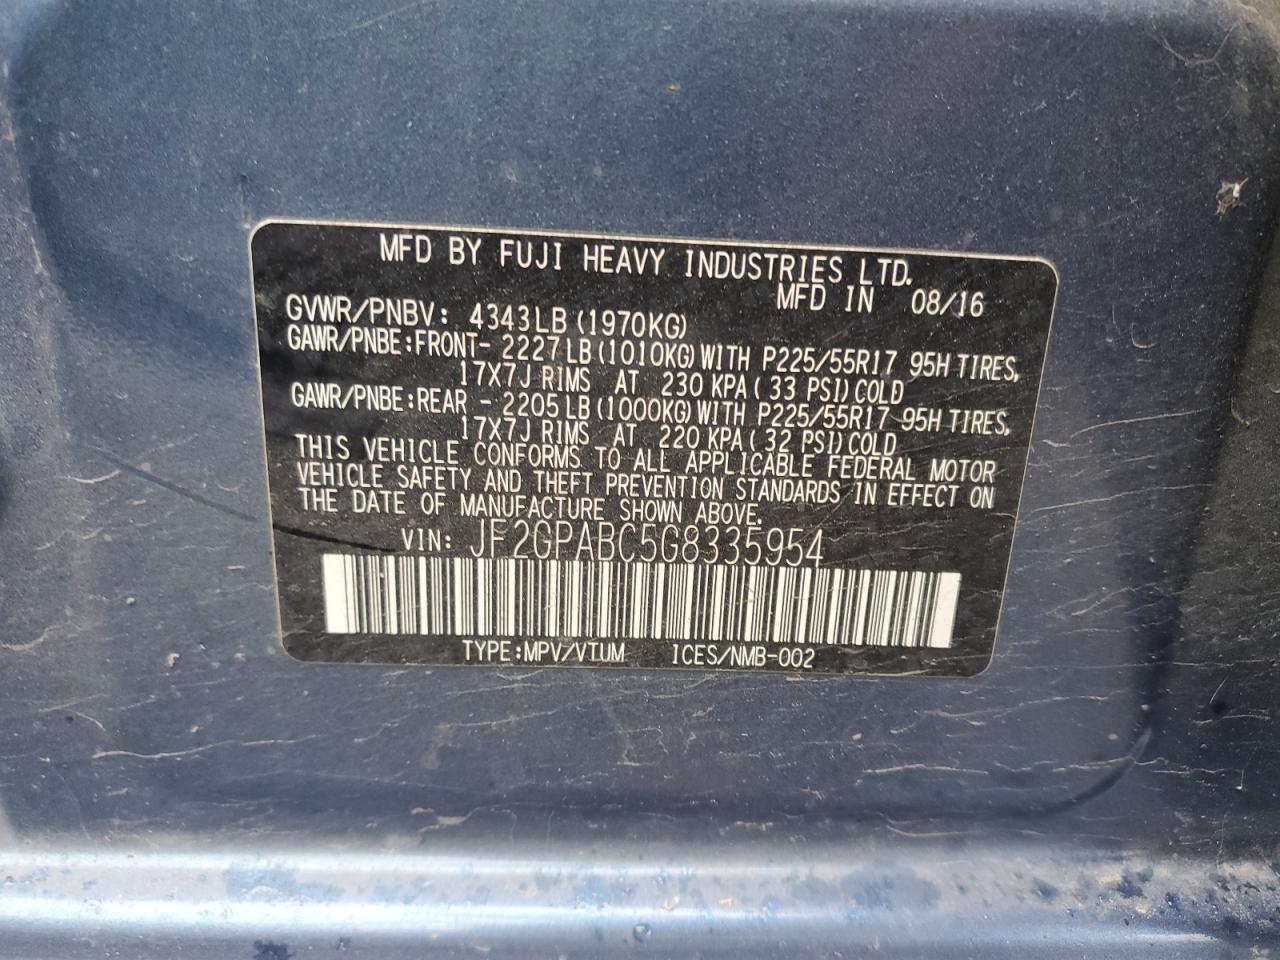 MFD BY FUJI HEAVY INDUSTRIES LTD.
MFD IN 08/16
GVWR/PNBV: 4343LB (1970KG)
GAWR/PNBE:FRONT- 2227LB (1010KG) WITH P225/55R17 95H TIRES,
17X7J RIMS AT 230 KPA (33 PSI) COLD
GAWR/PNBE:REAR - 2205LB (1000KG) WITH P225/55R17 95H TIRES,
17X7J RIMS AT 220 KPA (32 PSI) COLD
THIS VEHICLE CONFORMS TO ALL APPLICABLE FEDERAL MOTOR
VEHICLE SAFETY AND THEFT PREVENTION STANDARDS IN EFFECT ON
THE DATE OF MANUFACTURE SHOWN ABOVE.
VIN: JF2GPABC5G8335954
TYPE:MPV/VTUM ICES/NMB-002